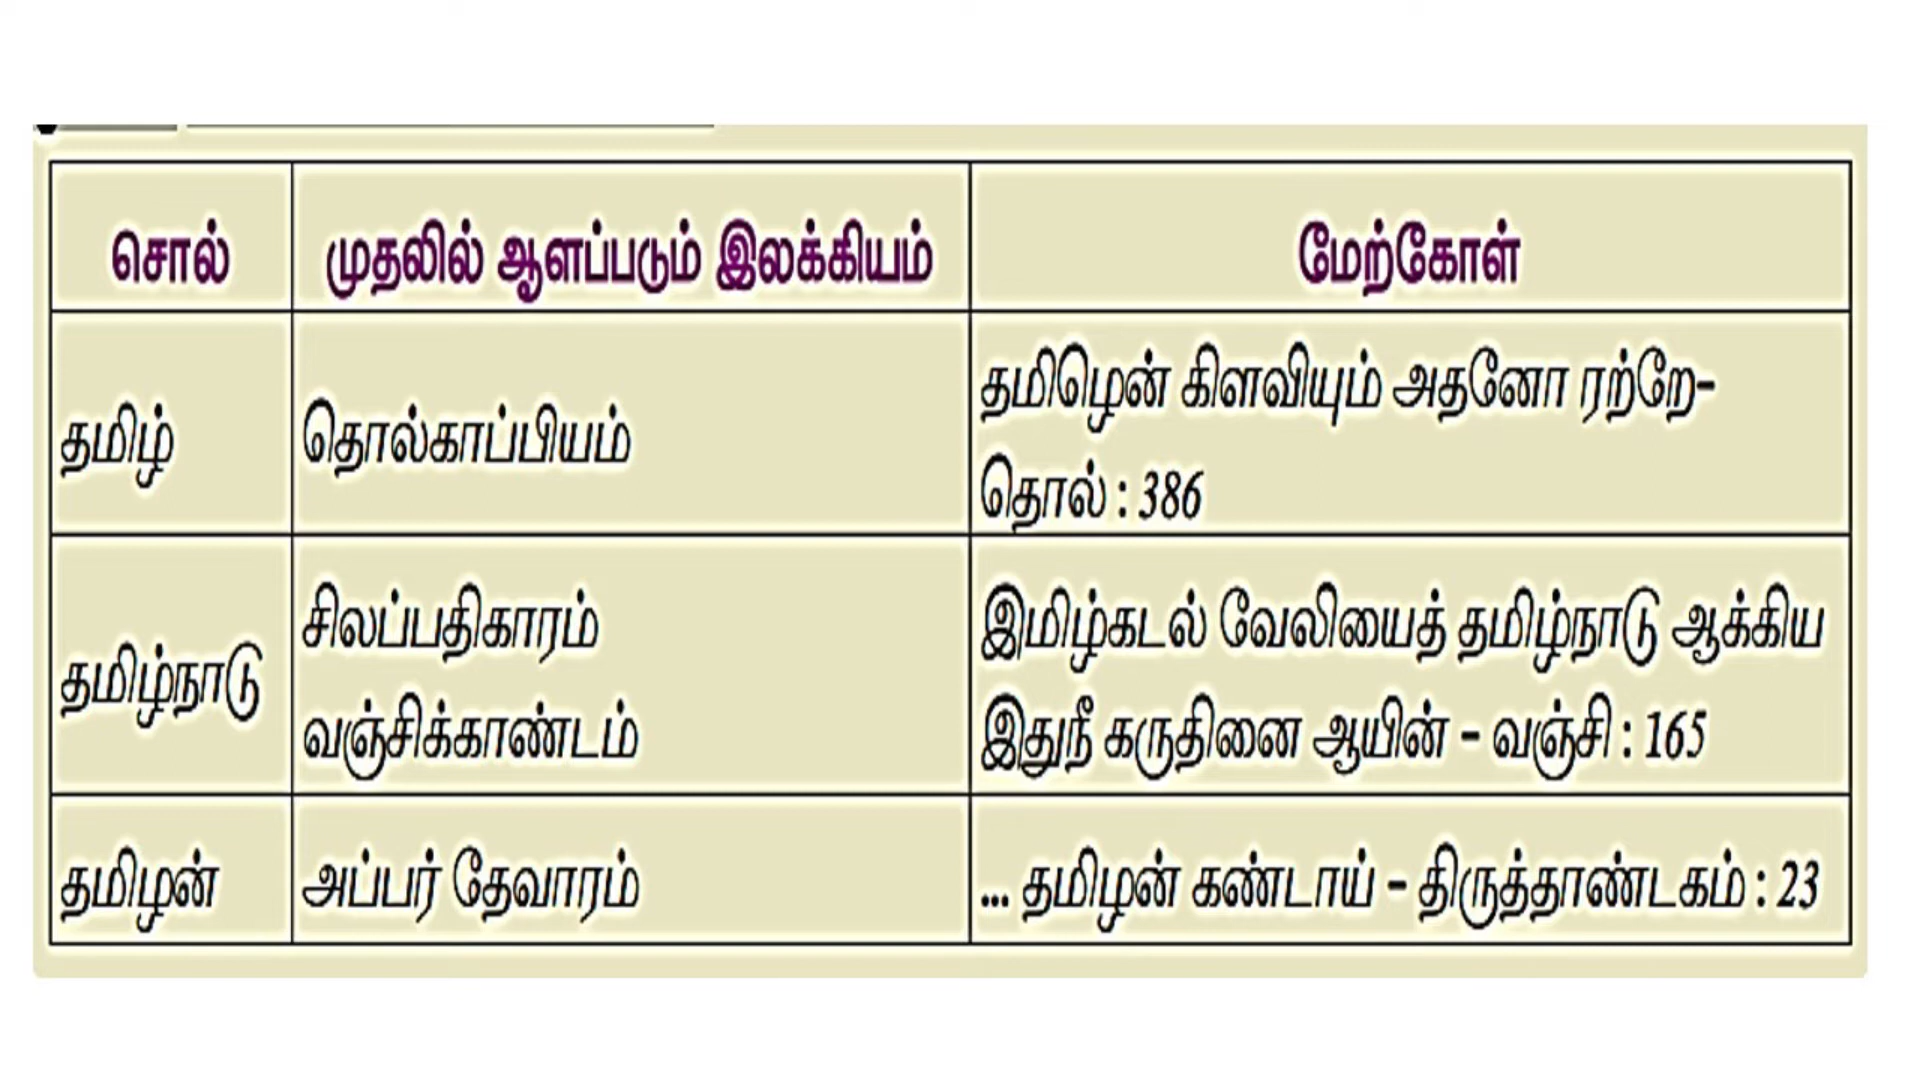 சொல் முதலில் ஆளப்படும் இலக்கியம் மேற்கோள்
தமிழ் தொல்காப்பியம் தமிழென் கிளவியும் அதனோ ரற்றே-
தொல் : 386
தமிழ்நாடு சிலப்பதிகாரம்
வஞ்சிக்காண்டம் இமிழ்கடல் வேலியைத் தமிழ்நாடு ஆக்கிய
இதுநீ கருதினை ஆயின் - வஞ்சி : 165
தமிழன் அப்பர் தேவாரம் ... தமிழன் கண்டாய் - திருத்தாண்டகம் : 23